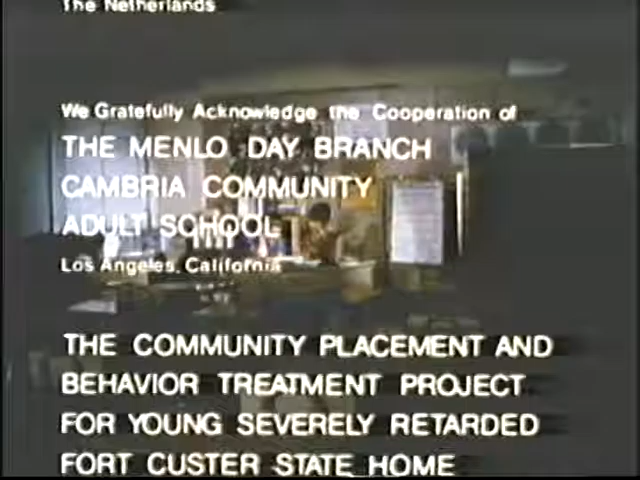 The Netherlands
We Gratefully Acknowledge the Cooperation of
THE MENLO DAY BRANCH
CAMBRIA COMMUNITY
ADULT SCHOOL
Los Angeles, California
THE COMMUNITY PLACEMENT AND
BEHAVIOR TREATMENT PROJECT
FOR YOUNG SEVERELY RETARDED
FORT CUSTER STATE HOME